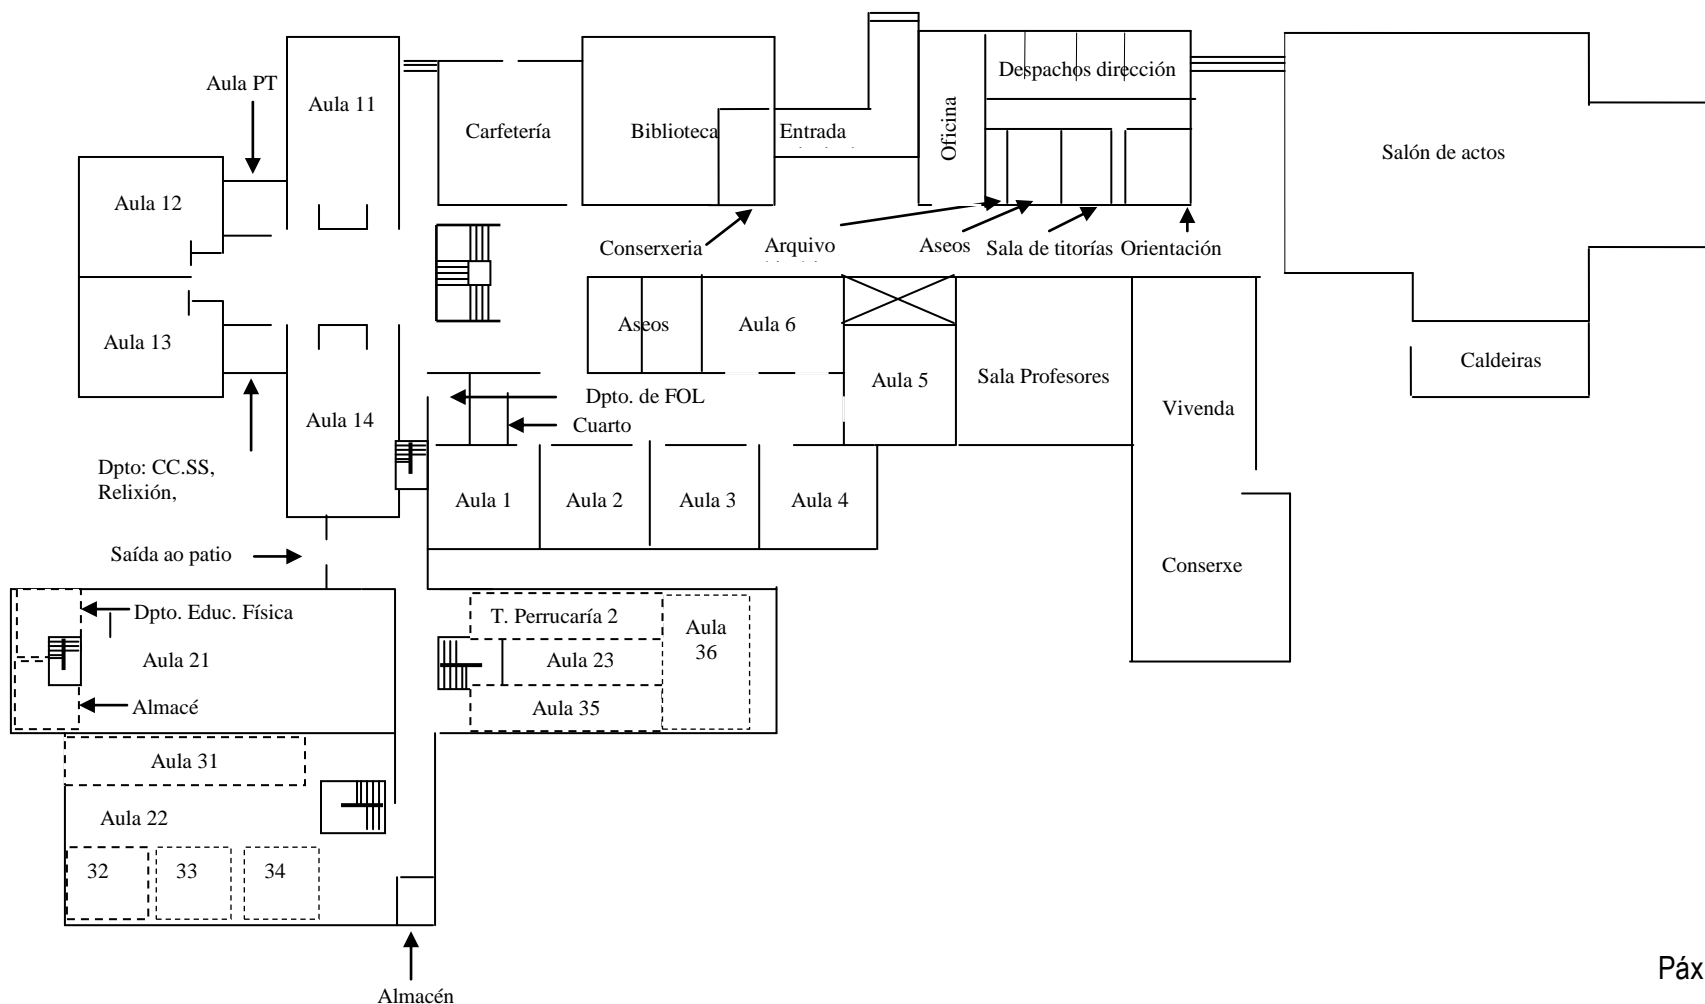 Aula PT
Aula 11
Carfetería
Biblioteca
Entrada
Oficina
Despachos dirección
Salón de actos
Aula 12
Conserxeria
Arquivo
Aseos
Sala de titorías
Orientación
Aula 13
Aseos
Aula 6
Aula 5
Sala Profesores
Caldeiras
Vivenda
Aula 14
Dpto. de FOL
Cuarto
Dpto: CC.SS,
Relixión,
Aula 1
Aula 2
Aula 3
Aula 4
Saída ao patio
Conserxe
Dpto. Educ. Física
T. Perrucaría 2
Aula
36
Aula 21
Aula 23
Almacé
Aula 35
Aula 31
Aula 22
32
33
34
Almacén
Páx